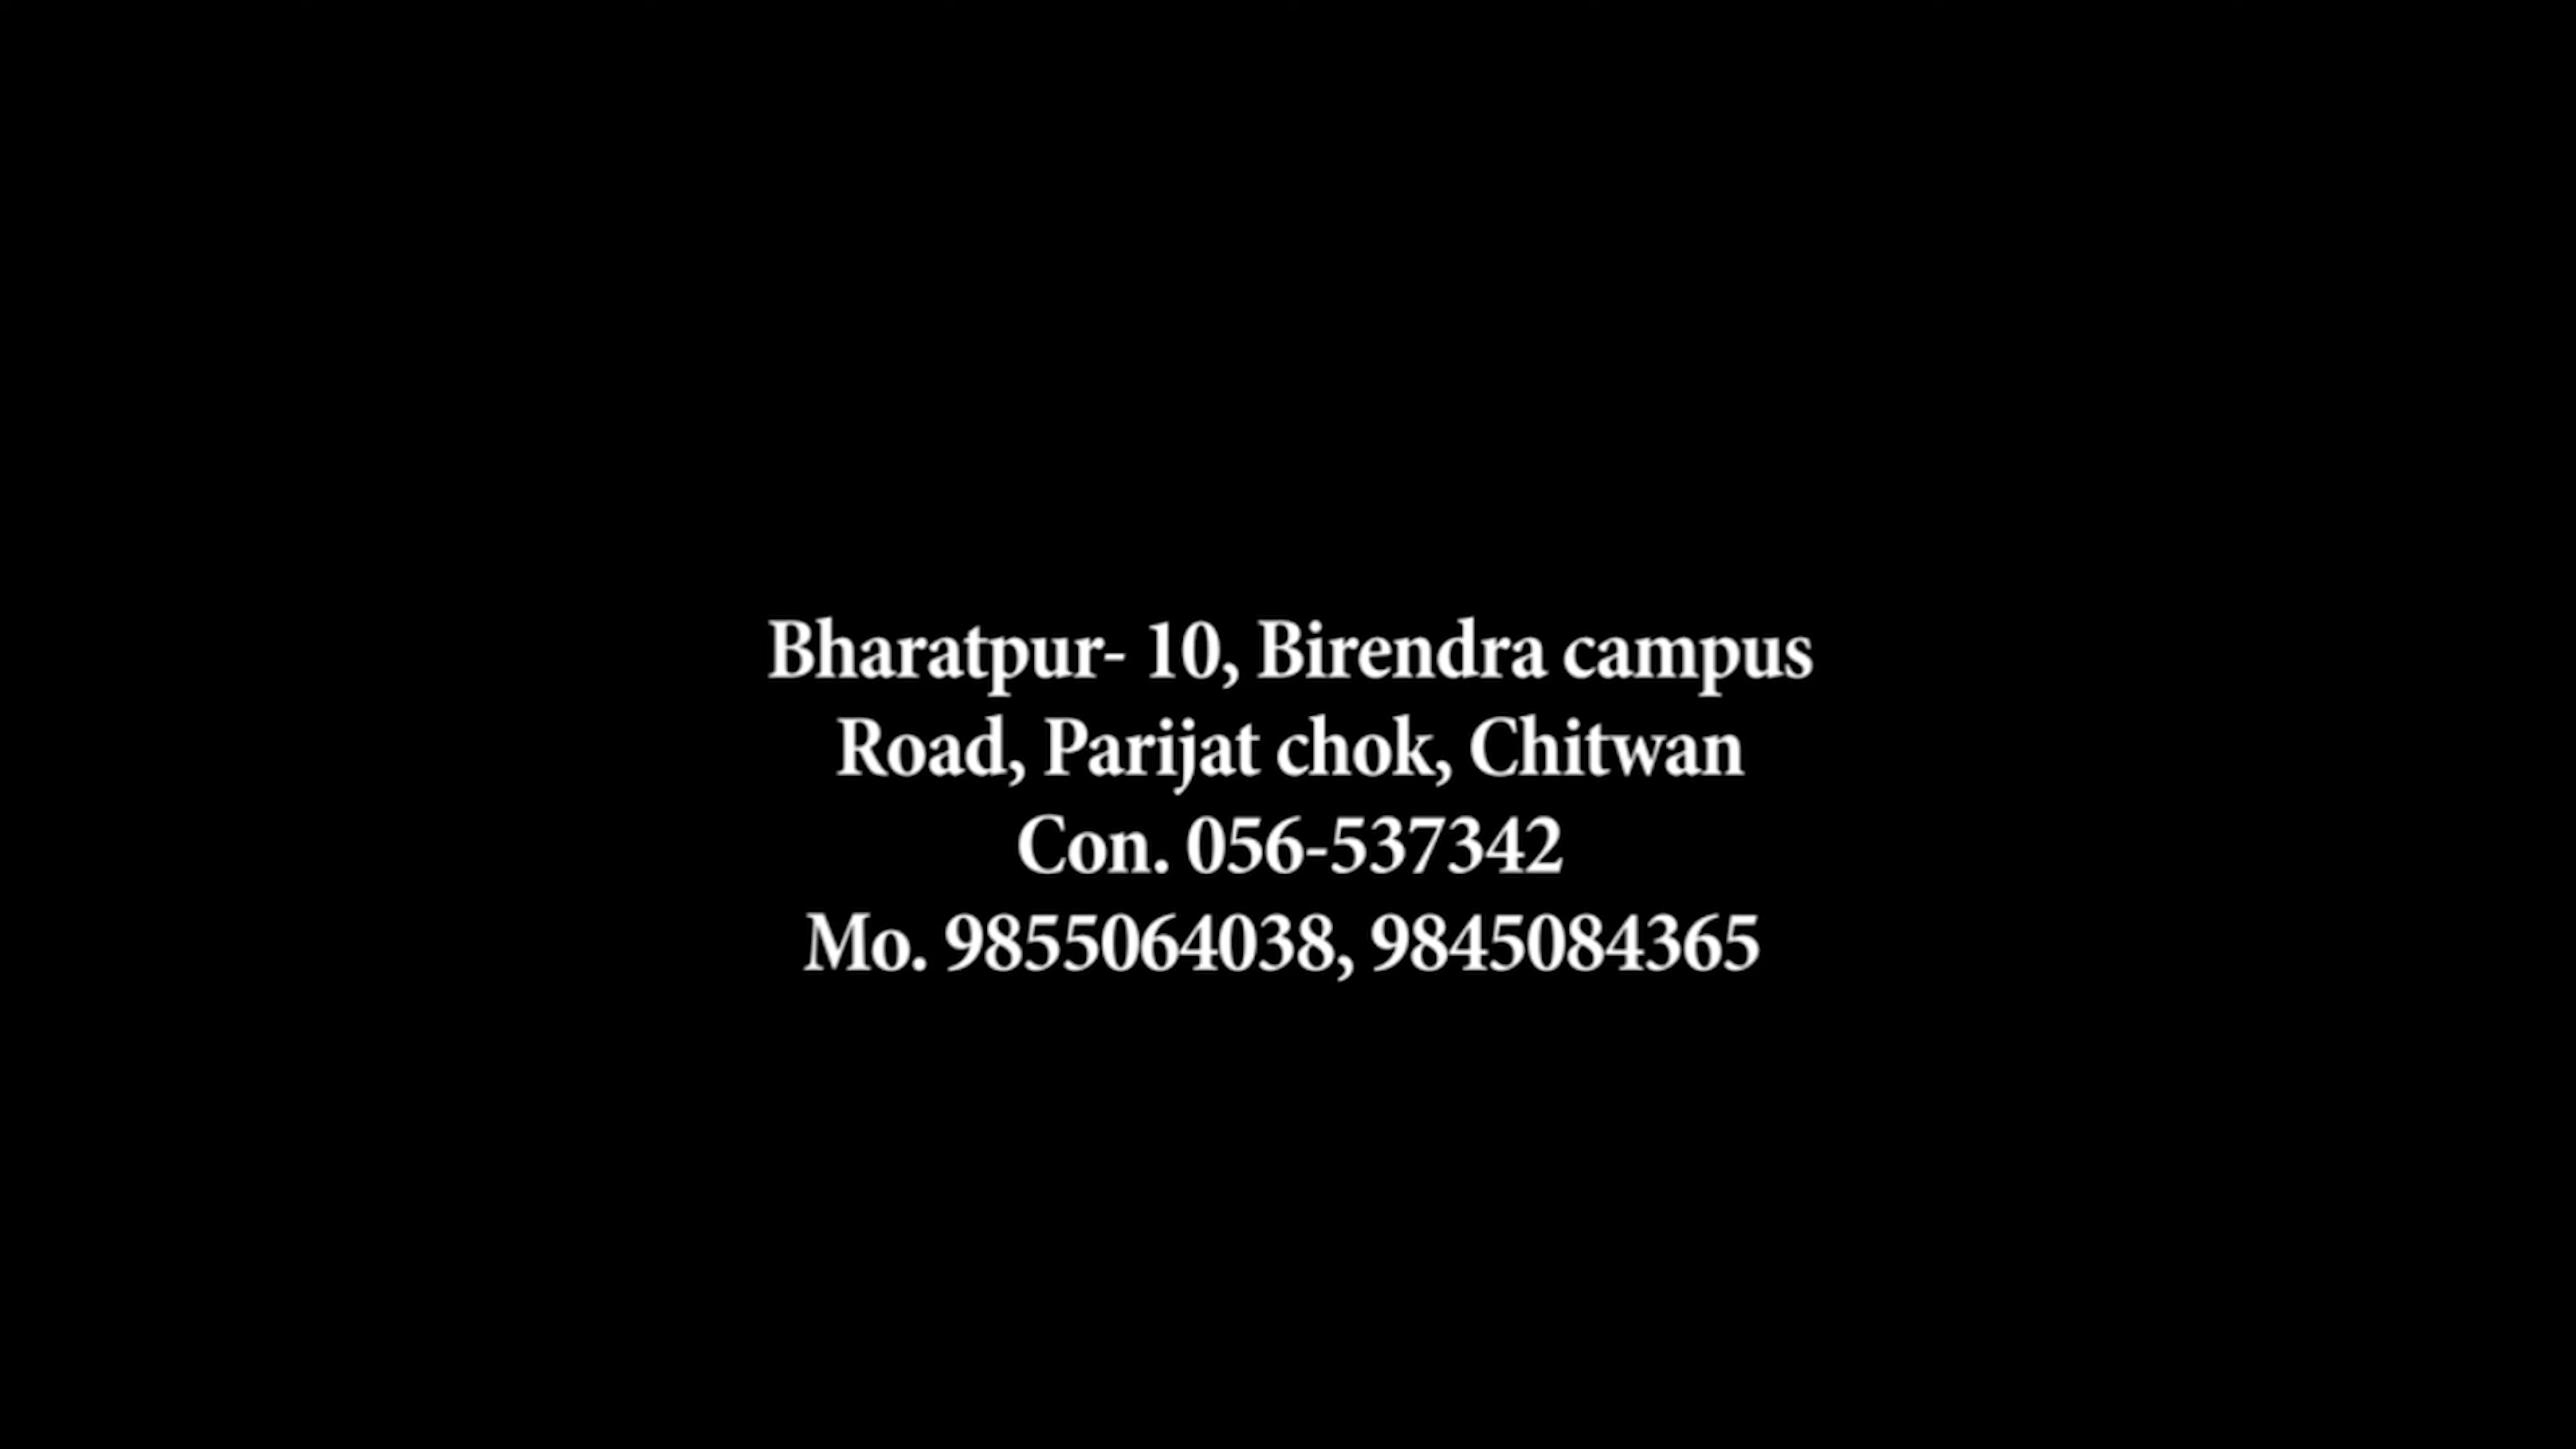 Bharatpur- 10, Birendra campus
Road, Parijat chok, Chitwan
Con. 056-537342
Mo. 9855064038, 9845084365